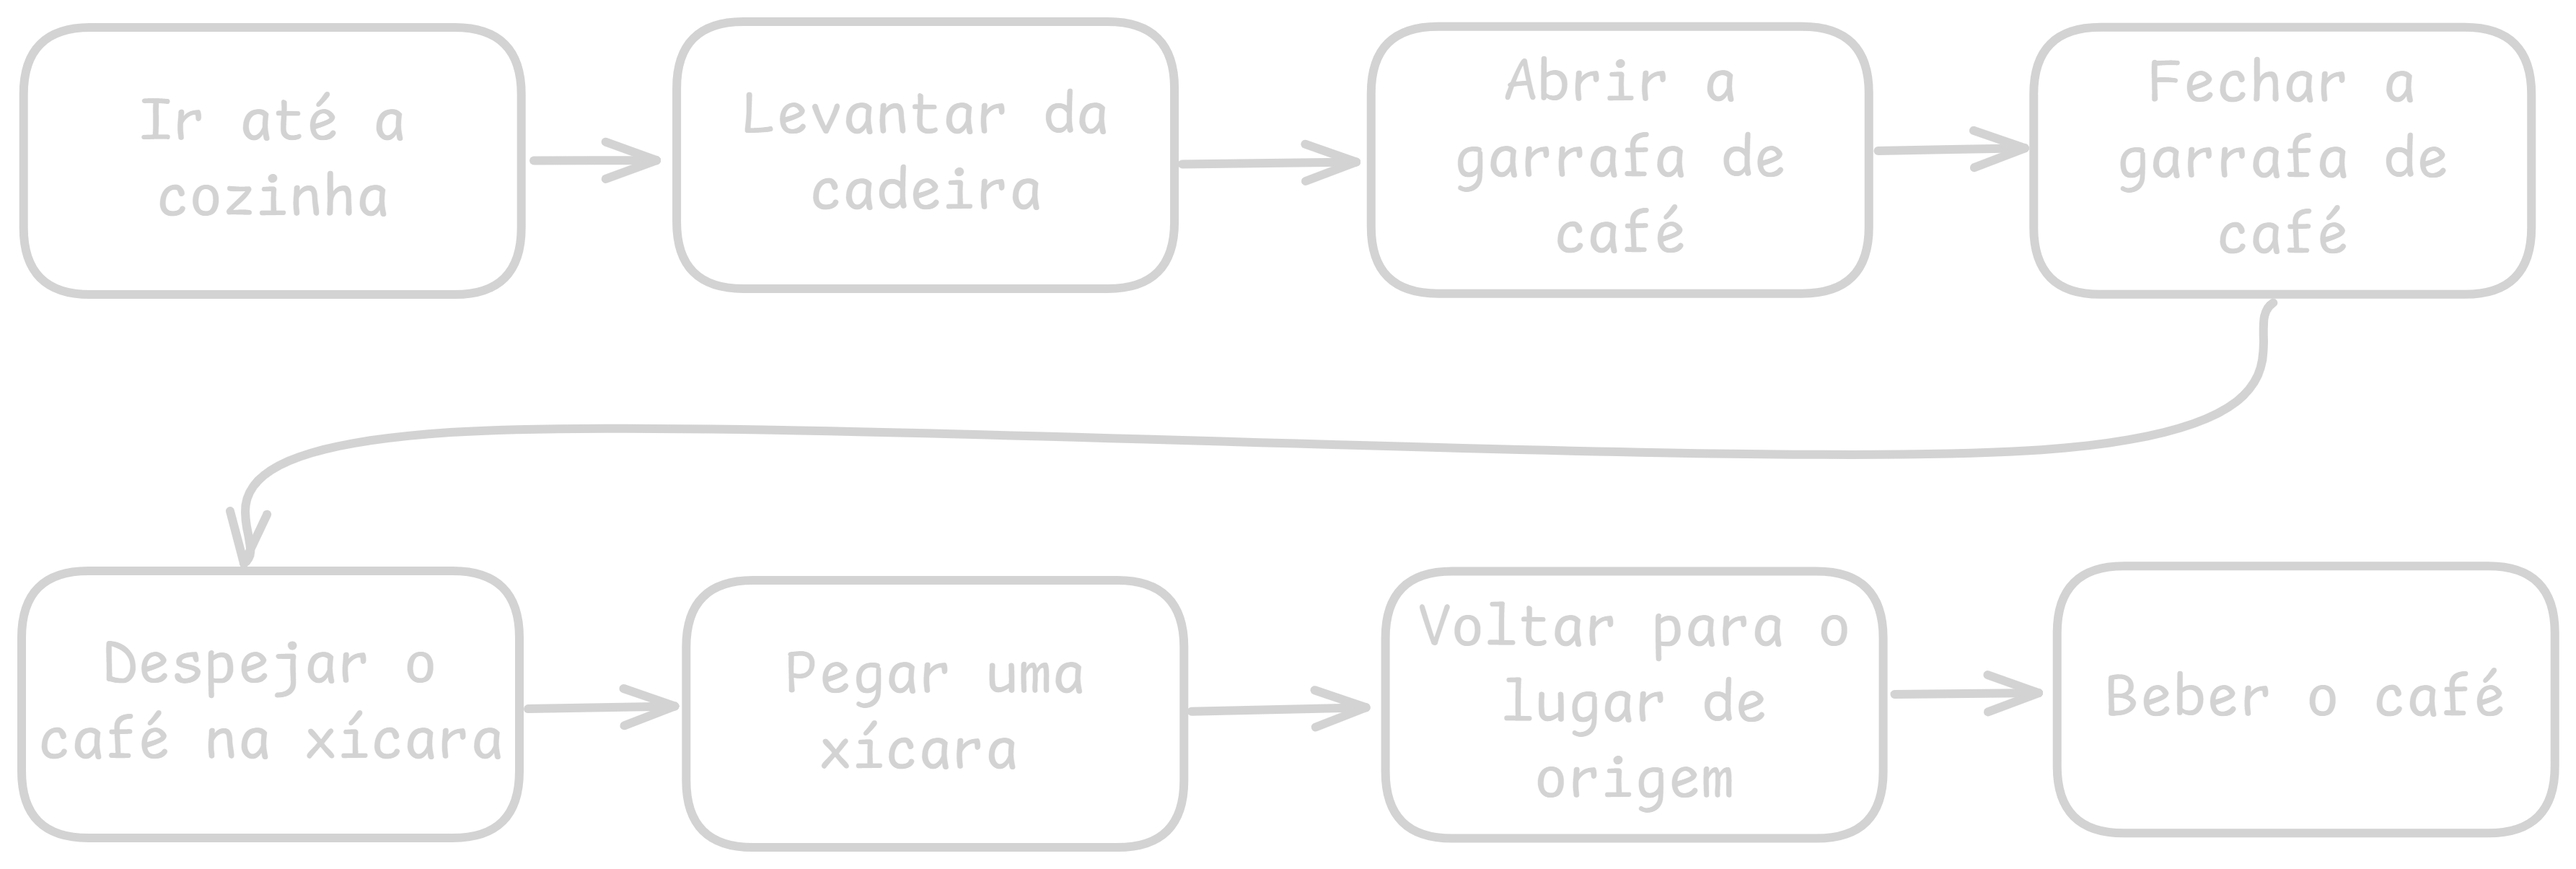 Ir até a
cozinha
Levantar da
cadeira
Abrir a
garrafa de
café
Fechar a
garrafa de
café
Despejar o
café na xícara
Pegar uma
xícara
Voltar para o
lugar de
origem
Beber o café